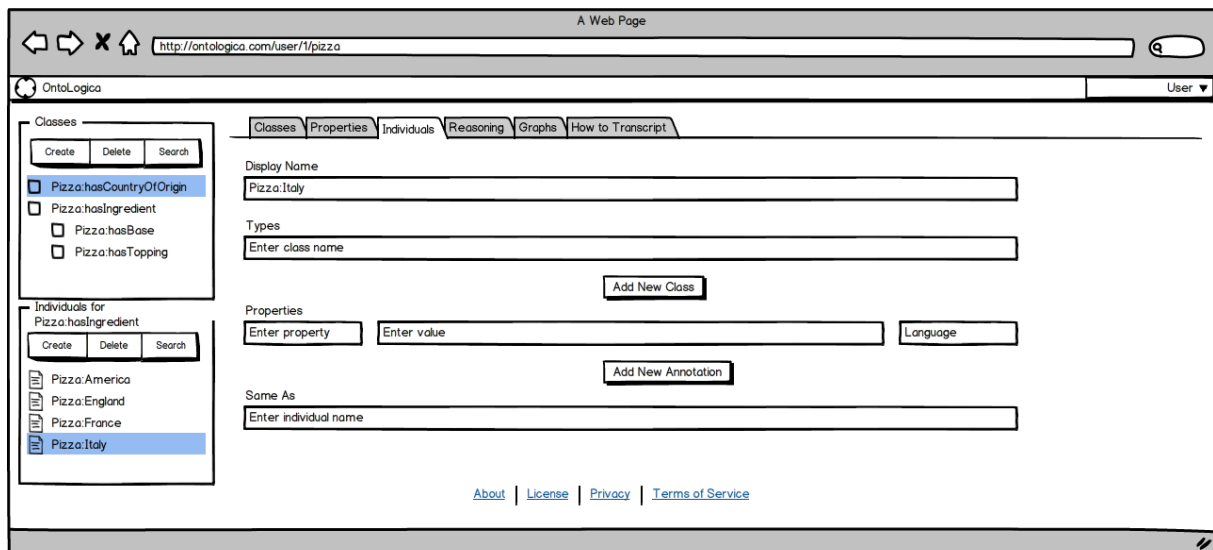 A Web Page
http://ontologica.com/user/1/pizza
OntoLogica
User
Classes
Create Delete Search
Pizza:hasCountryOfOrigin
Pizza:hasIngredient
Pizza:hasBase
Pizza:hasTopping
Individuals for
Pizza:hasIngredient
Create Delete Search
Pizza:America
Pizza:England
Pizza:France
Pizza:Italy
Classes Properties Individuals Reasoning Graphs How to Transcript
Display Name
Pizza:Italy
Types
Enter class name
Add New Class
Properties
Enter property Enter value Language
Add New Annotation
Same As
Enter individual name
About License Privacy Terms of Service